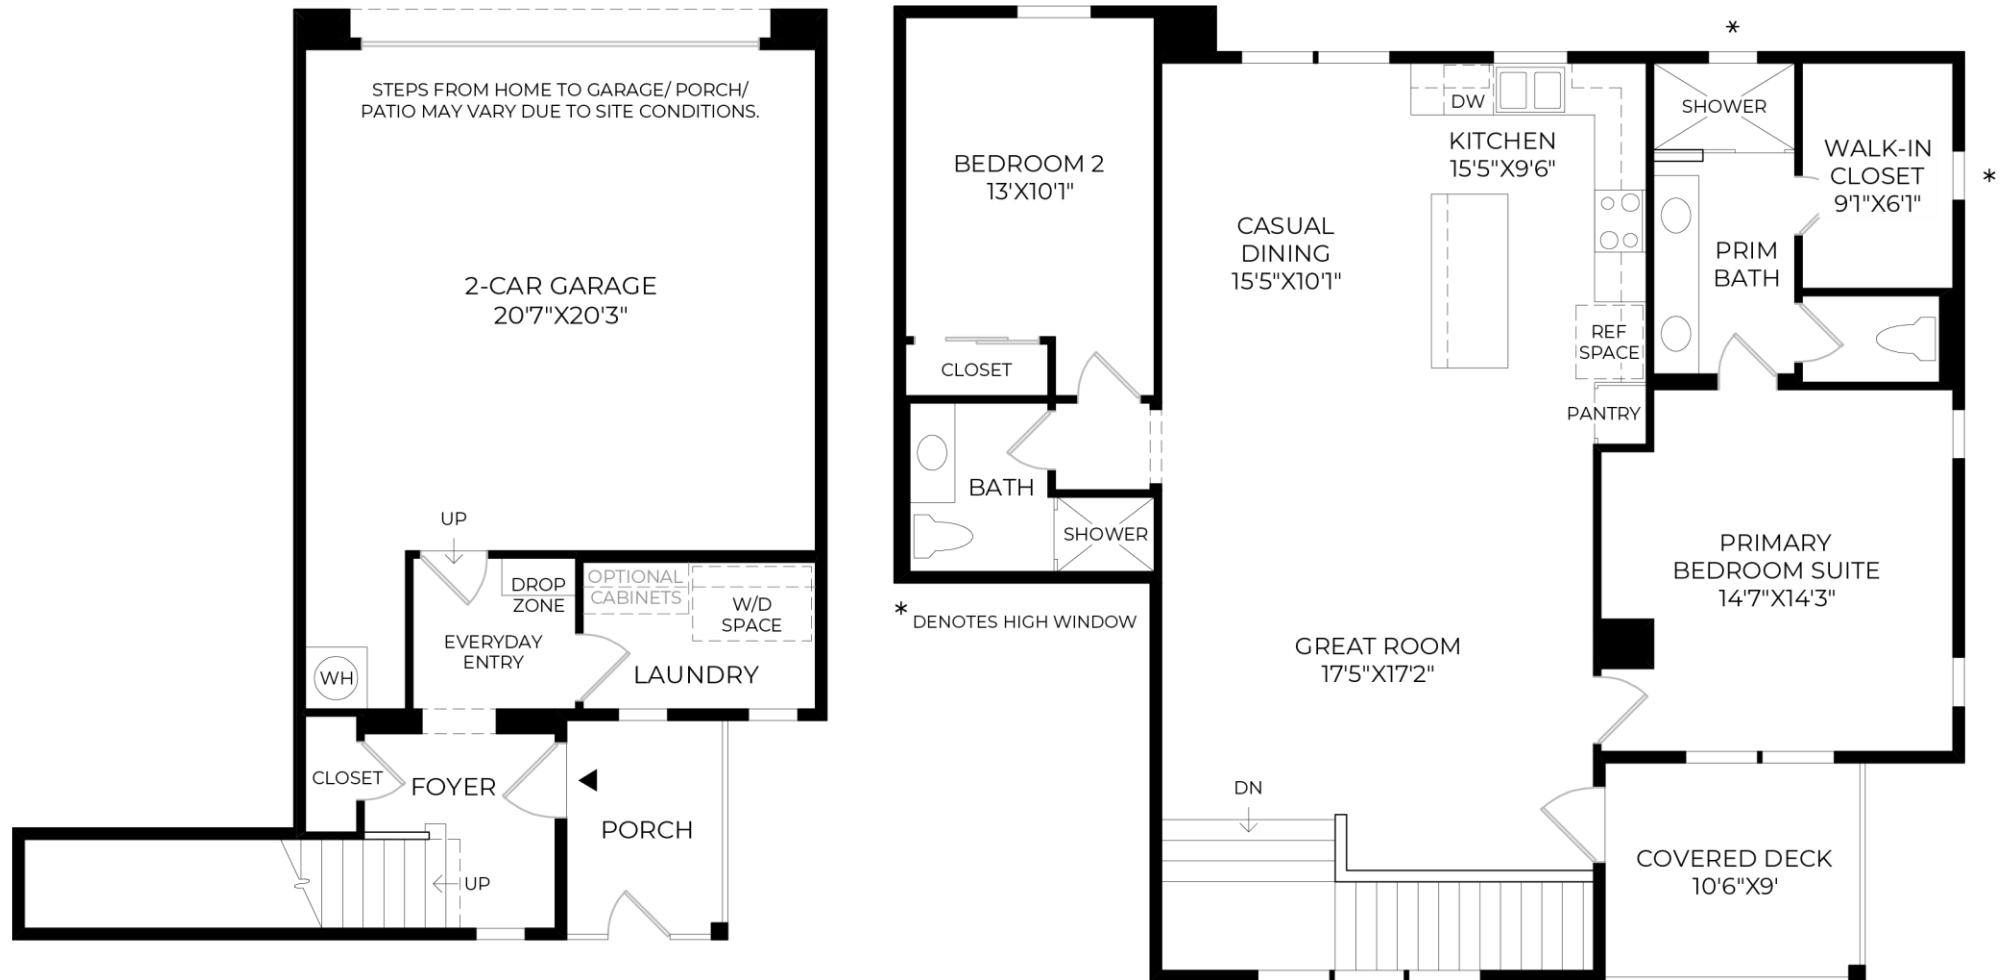 STEPS FROM HOME TO GARAGE/ PORCH/
PATIO MAY VARY DUE TO SITE CONDITIONS.
2-CAR GARAGE
20'7"X20'3"
UP
DROP
ZONE
OPTIONAL
CABINETS
W/D
SPACE
EVERYDAY
ENTRY
LAUNDRY
WH
CLOSET
FOYER
PORCH
UP
BEDROOM 2
13'X10'1"
CLOSET
BATH
SHOWER
* DENOTES HIGH WINDOW
CASUAL
DINING
15'5"X10'1"
DW
KITCHEN
15'5"X9'6"
REF
SPACE
PANTRY
GREAT ROOM
17'5"X17'2"
DN
*
SHOWER
WALK-IN
CLOSET
9'1"X6'1"
*
PRIM
BATH
PRIMARY
BEDROOM SUITE
14'7"X14'3"
COVERED DECK
10'6"X9'